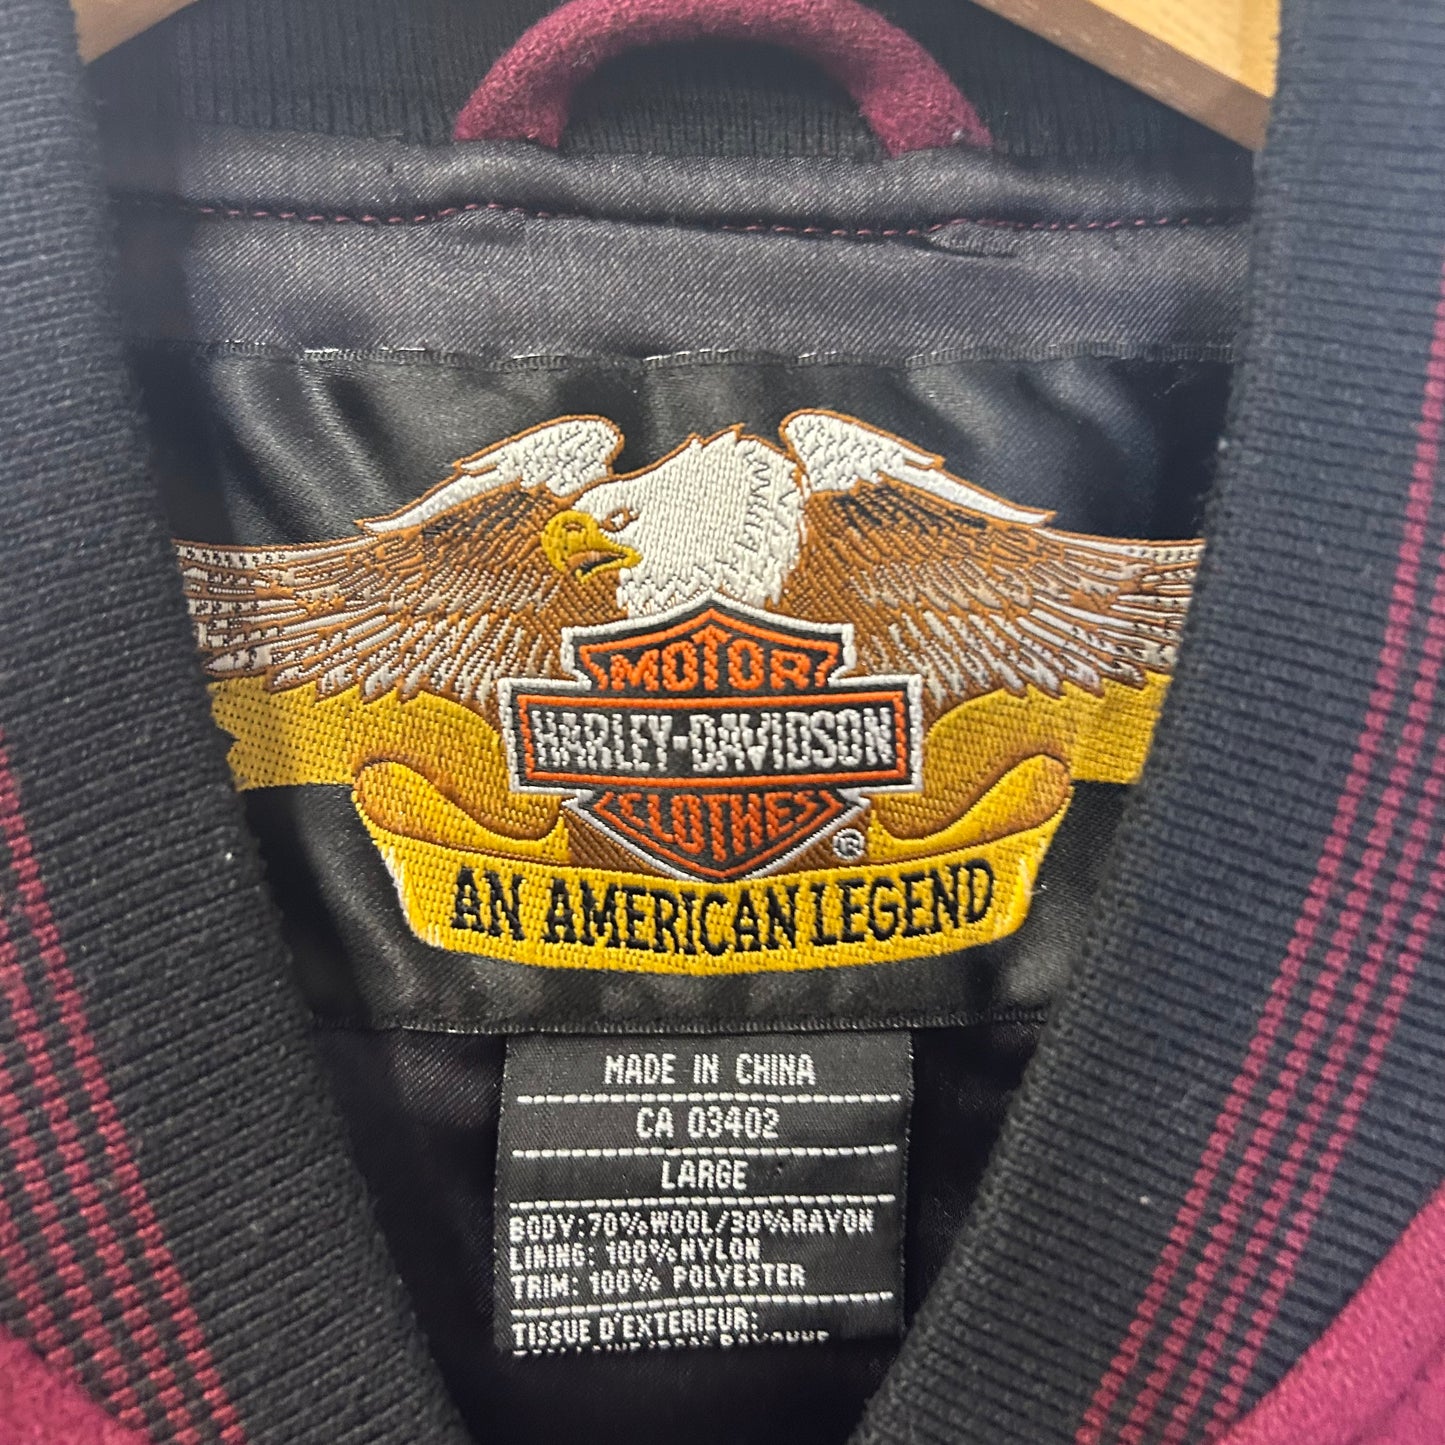 MOTOR
HARLEY-DAVIDSON
CLOTHES
®
AN AMERICAN LEGEND
MADE IN CHINA
CA 03402
LARGE
BODY:70%WOOL/30%RAYON
LINING: 100%NYLON
TRIM: 100% POLYESTER
TISSUE D'EXTERIEUR: